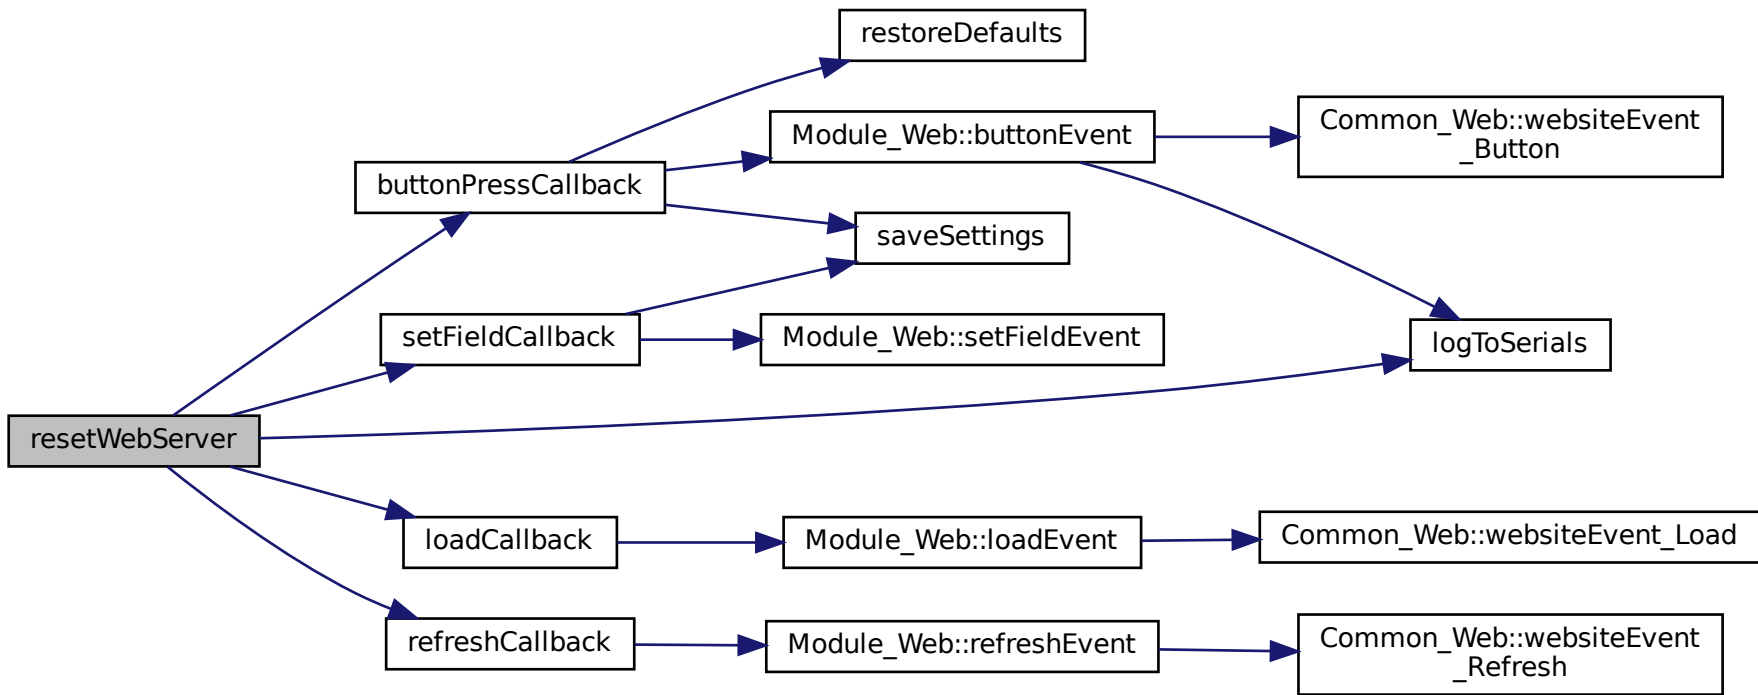 restoreDefaults
Module_Web::buttonEvent
Common_Web::websiteEvent
_Button
buttonPressCallback
saveSettings
setFieldCallback
Module_Web::setFieldEvent
logToSerials
resetWebServer
loadCallback
Module_Web::loadEvent
Common_Web::websiteEvent_Load
refreshCallback
Module_Web::refreshEvent
Common_Web::websiteEvent
_Refresh